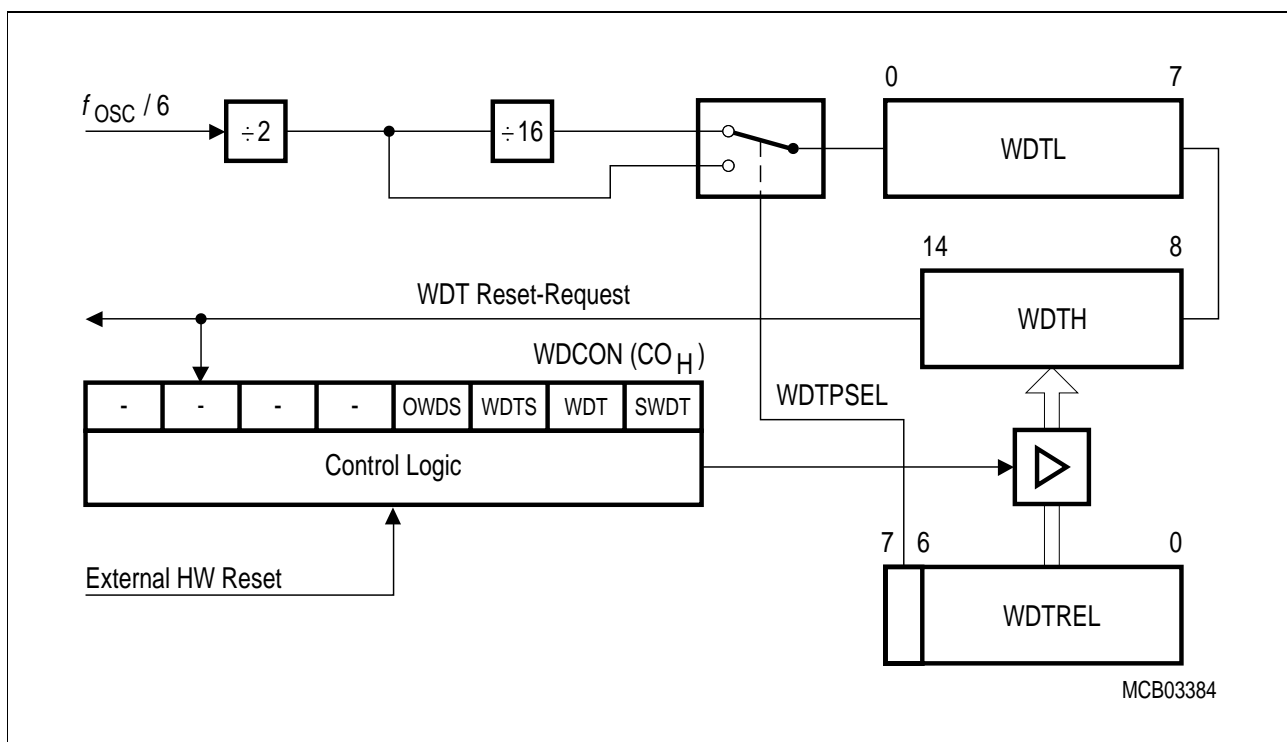 f OSC / 6
÷2
÷16
0 7
WDTL
14 8
WDTH
WDT Reset-Request
WDCON (CO H)
- - - - OWDS WDTS WDT SWDT
Control Logic
WDTPSEL
External HW Reset
7 6 0
WDTREL
MCB03384